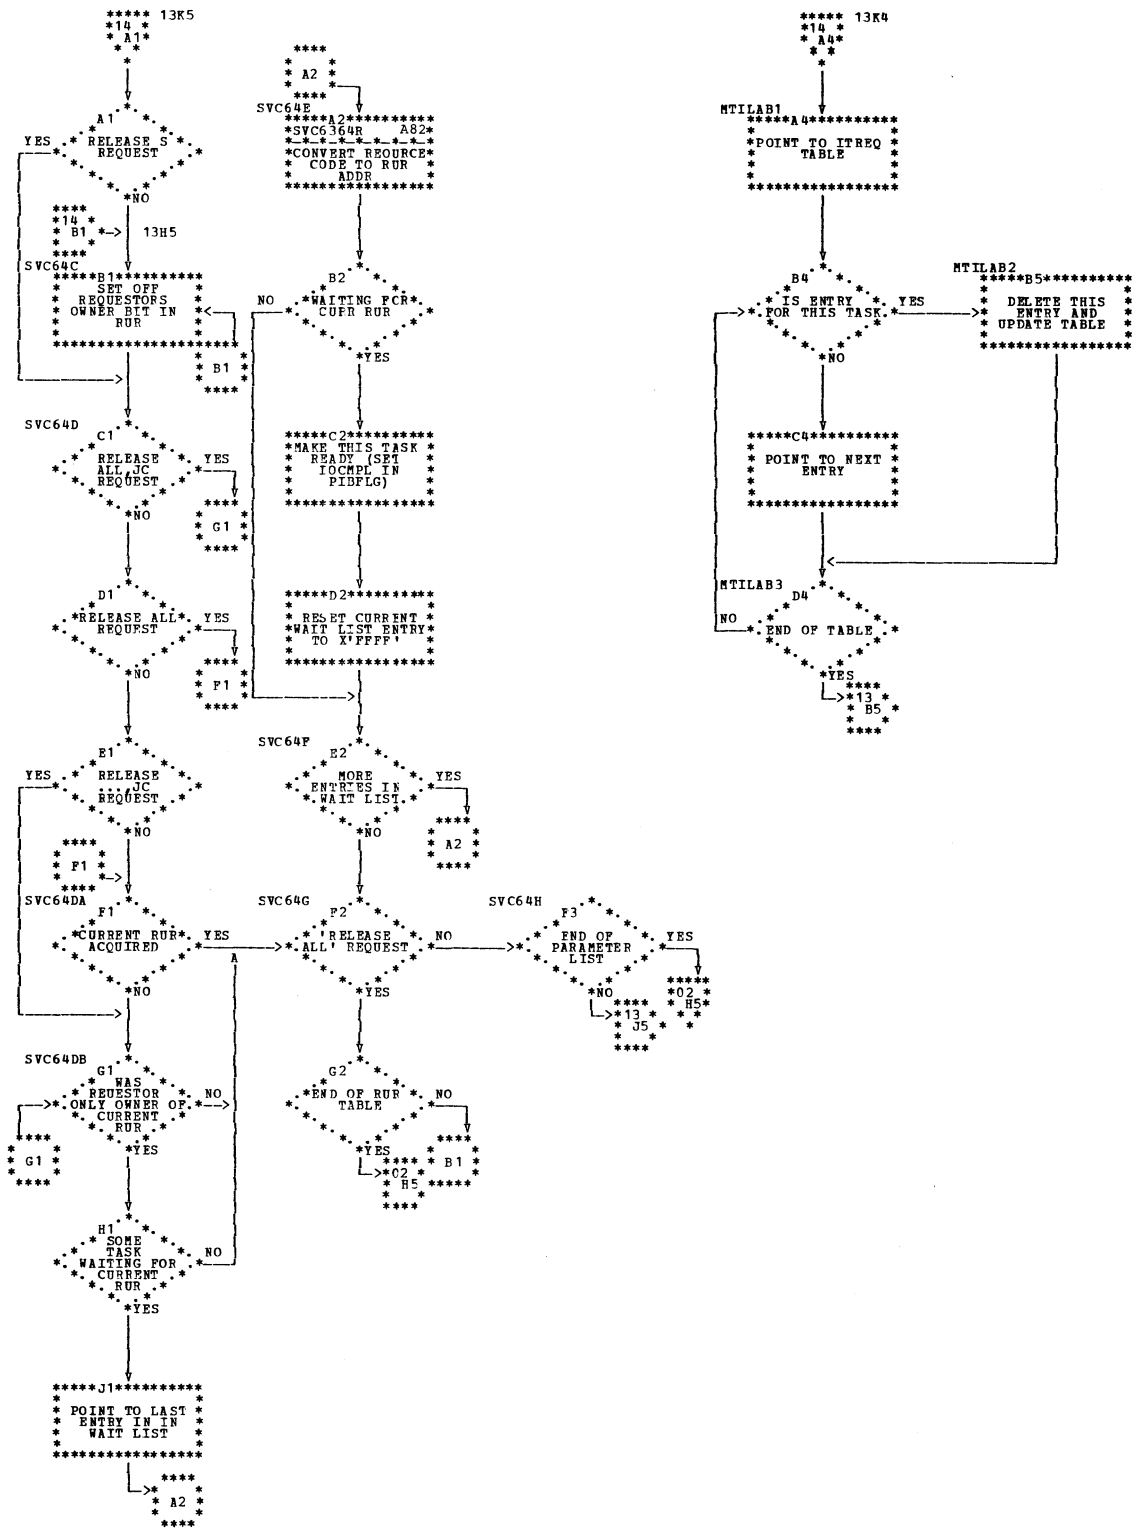 13K5
14
A1
A1
RELEASE S
REQUEST
YES
NO
14
B1
13H5
SVC64C
B1
SET OFF
REQUESTORS
OWNER BIT IN
RUR
B1
SVC64D
C1
RELEASE
ALL,JC
REQUEST
YES
NO
G1
D1
RELEASE ALL
REQUEST
YES
NO
F1
E1
RELEASE
...,JC
REQUEST
YES
NO
F1
SVC64DA
F1
CURRENT RUR
ACQUIRED
YES
NO
SVC64DB
G1
WAS
REUESTOR
ONLY OWNER OF
CURRENT
RUR
NO
YES
G1
H1
SOME
TASK
WAITING FOR
CURRENT
RUR
NO
YES
J1
POINT TO LAST
ENTRY IN IN
WAIT LIST
A2
A2
SVC64E
A2
SVC6364R A82
CONVERT REOURCE
CODE TO RUR
ADDR
B2
WAITING FCR
CUPR RUR
NO
YES
C2
MAKE THIS TASK
READY (SET
IOCMPL IN
PIBFLG)
D2
RESET CURRENT
WAIT LIST ENTRY
TO X'FFFF'
SVC64F
E2
MORE
ENTRIES IN
WAIT LIST
YES
NO
A2
SVC64G
F2
'RELEASE
ALL' REQUEST
NO
YES
G2
END OF RUR
TABLE
NO
YES
B1
02
H5
SVC64H
F3
END OF
PARAMETER
LIST
YES
NO
02
H5
13
J5
13K4
14
A4
MTILAB1
A4
POINT TO ITREQ
TABLE
B4
IS ENTRY
FOR THIS TASK
YES
NO
MTILAB2
B5
DELETE THIS
ENTRY AND
UPDATE TABLE
C4
POINT TO NEXT
ENTRY
MTILAB3
D4
END OF TABLE
NO
YES
13
B5